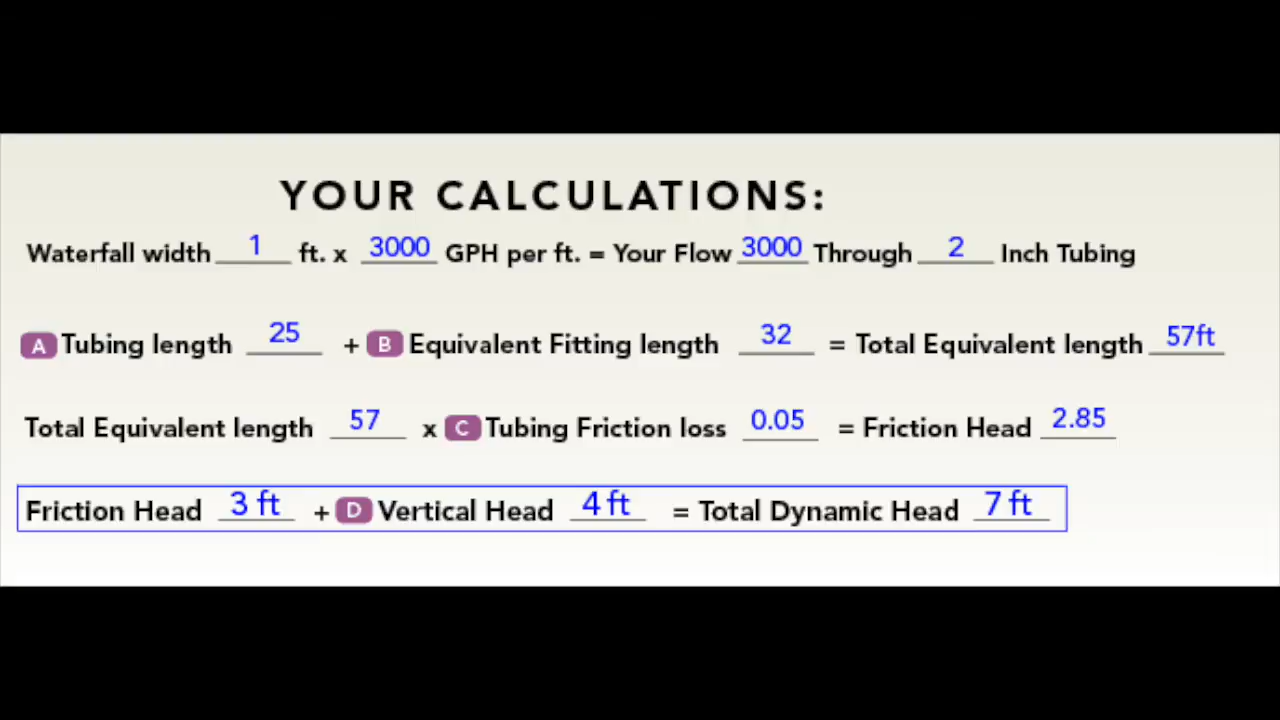 YOUR CALCULATIONS:
Waterfall width 1 ft. x 3000 GPH per ft. = Your Flow 3000 Through 2 Inch Tubing
A Tubing length 25 + B Equivalent Fitting length 32 = Total Equivalent length 57ft
Total Equivalent length 57 x C Tubing Friction loss 0.05 = Friction Head 2.85
Friction Head 3 ft + D Vertical Head 4 ft = Total Dynamic Head 7 ft